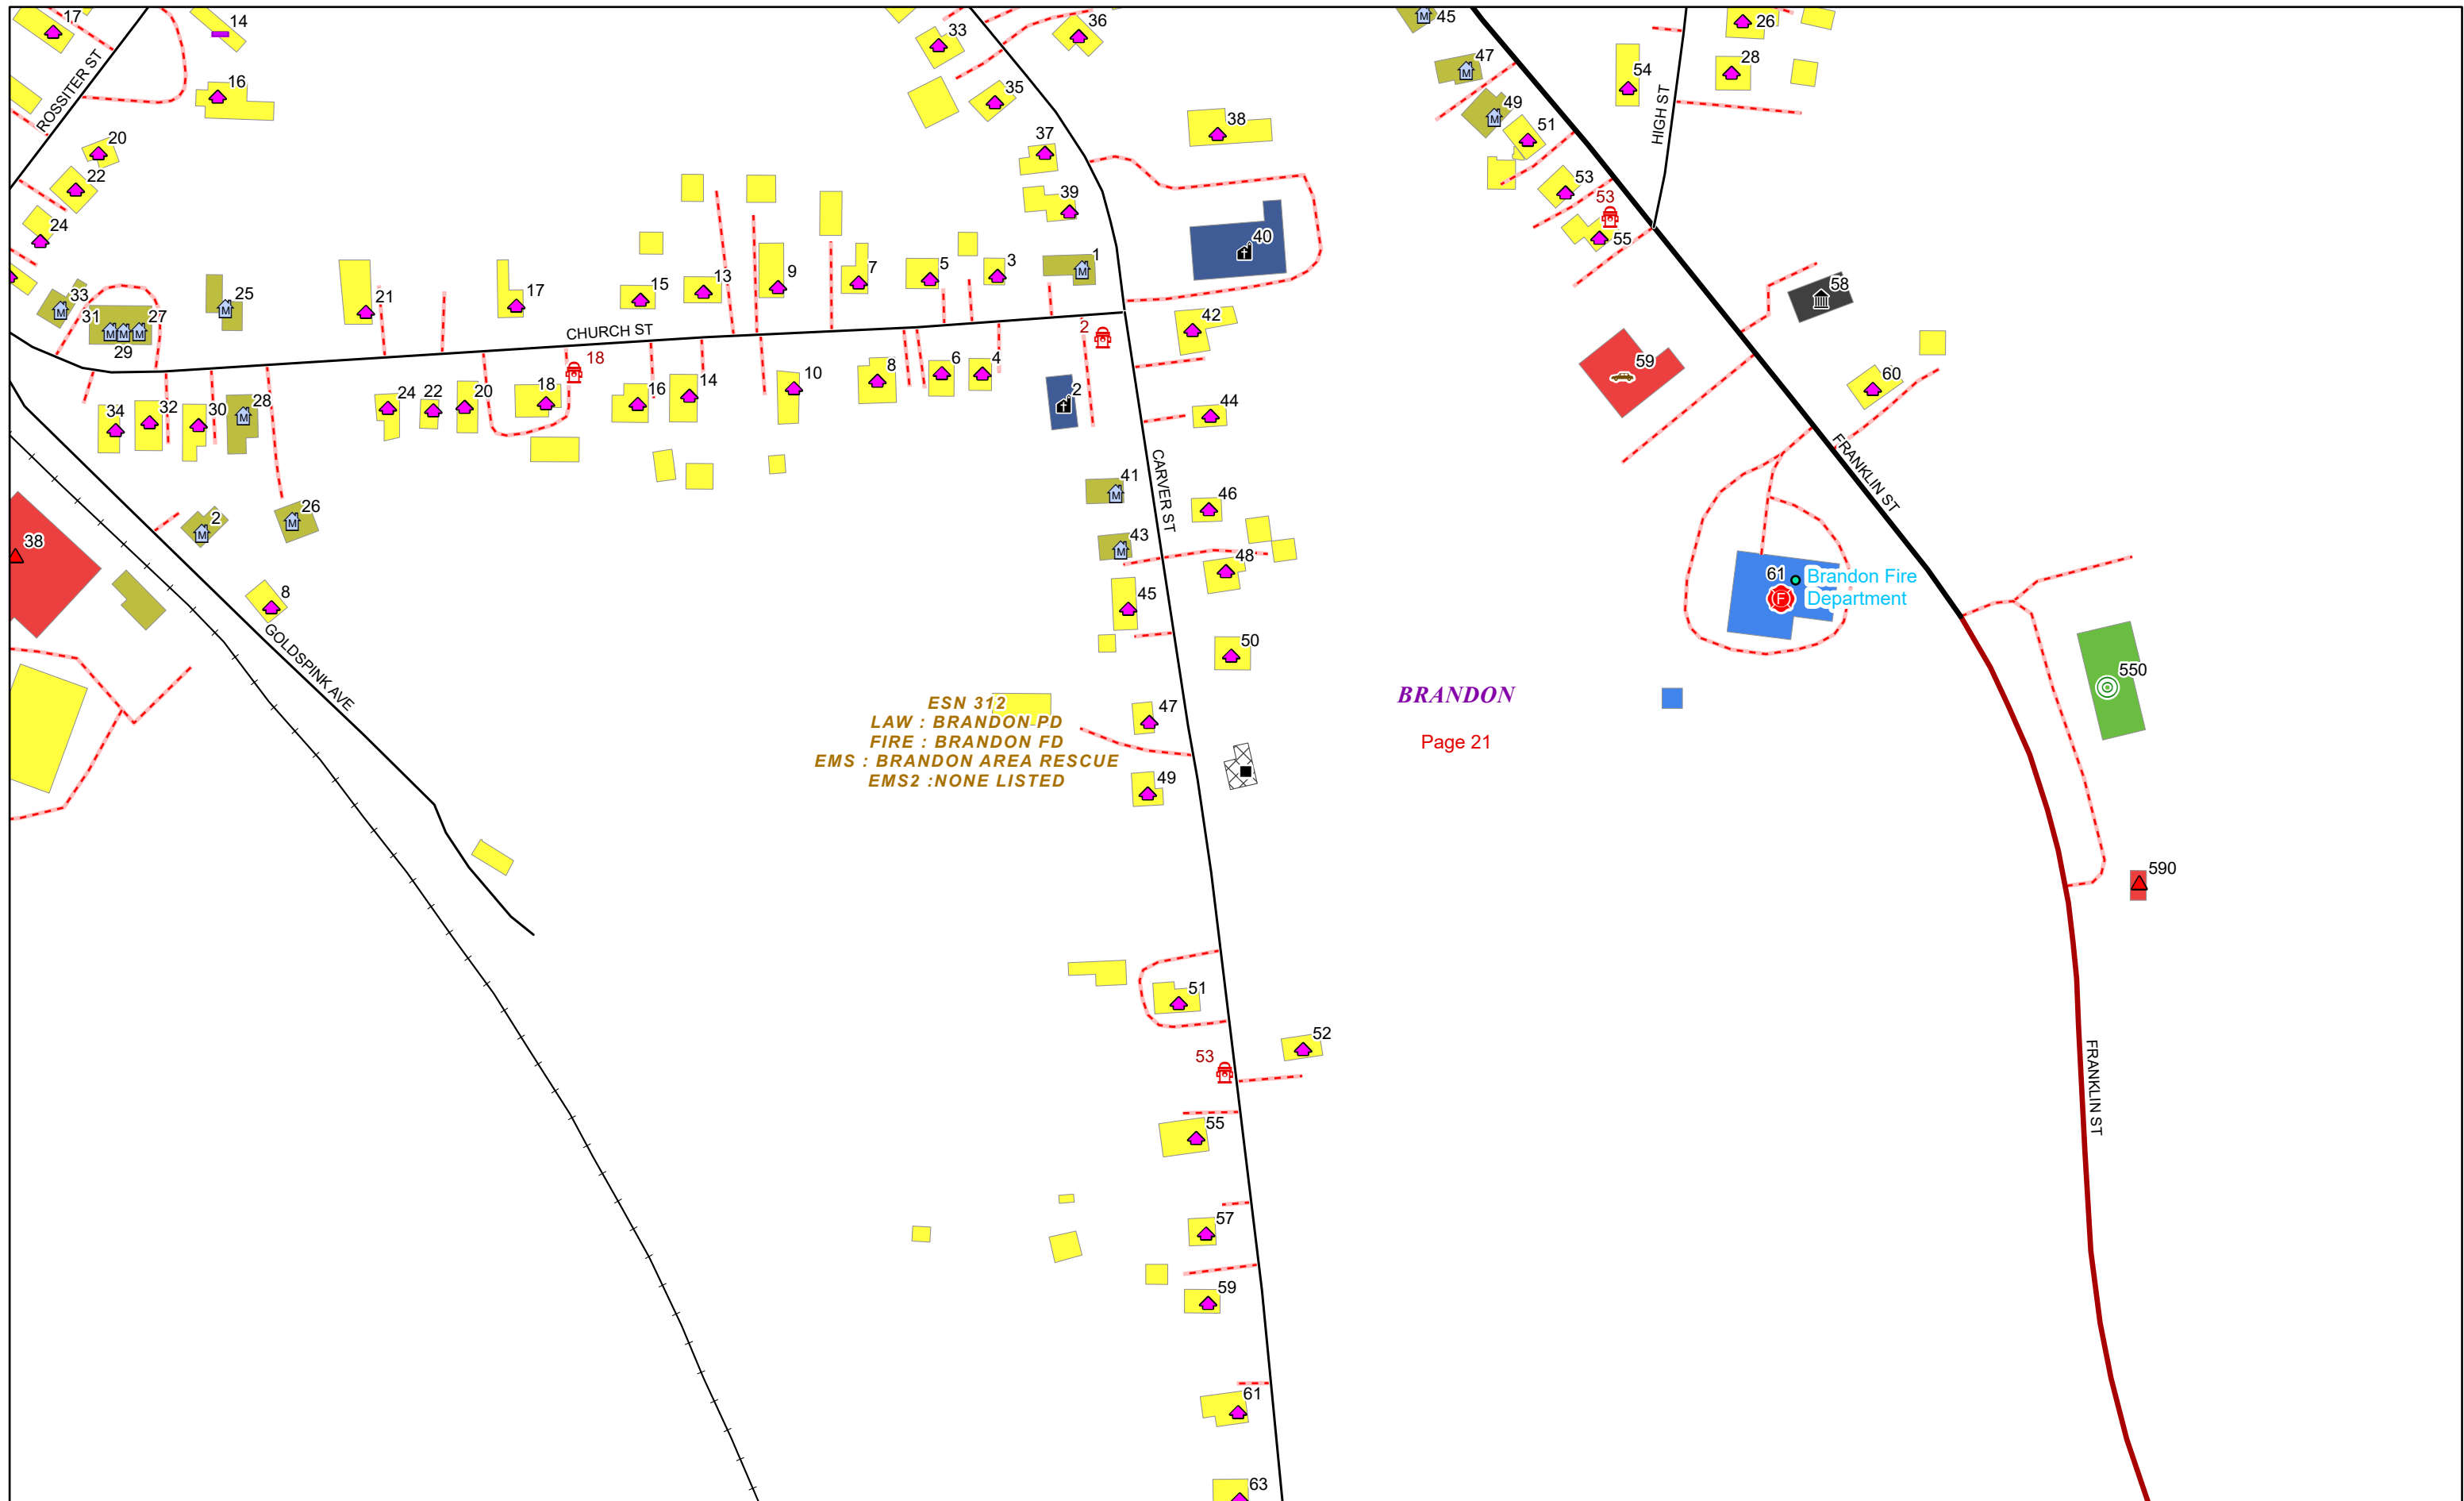 17
14
33
36
45
26
ROSSITER ST
16
35
47
54
28
HIGH ST
49
51
38
20
37
22
39
53
53
24
40
55
1
33
25
21
17
15
13
9
7
5
3
58
31
27
29
CHURCH ST
18
2
42
59
60
34
32
30
28
24
22
20
18
16
14
10
8
6
4
2
44
FRANKLIN ST
CARVER ST
41
46
2
26
38
43
48
61
Brandon Fire
Department
8
45
GOLDSPINK AVE
50
550
ESN 312
LAW : BRANDON PD
FIRE : BRANDON FD
EMS : BRANDON AREA RESCUE
EMS2 :NONE LISTED
BRANDON
Page 21
47
49
590
51
52
53
FRANKLIN ST
55
57
59
61
63
M
M
M
M
M
M
M
M
M
M
M
M
M
M
F